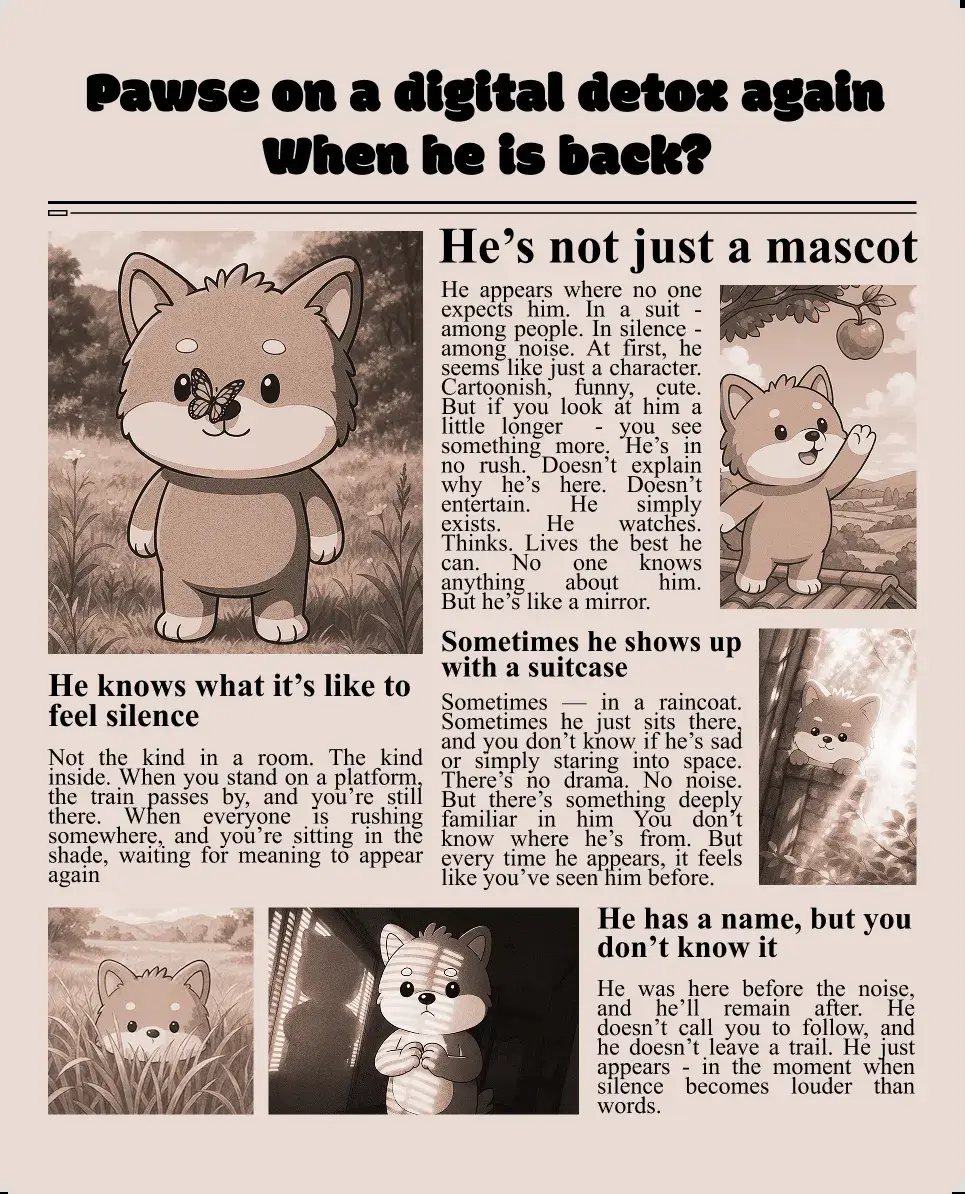 Pawse on a digital detox again
When he is back?
He’s not just a mascot
He appears where no one
expects him. In a suit -
among people. In silence -
among noise. At first, he
seems like just a character.
Cartoonish, funny, cute.
But if you look at him a
little longer - you see
something more. He’s in
no rush. Doesn’t explain
why he’s here. Doesn’t
entertain. He simply
exists. He watches.
Thinks. Lives the best he
can. No one knows
anything about him.
But he’s like a mirror.
He knows what it’s like to
feel silence
Not the kind in a room. The kind
inside. When you stand on a platform,
the train passes by, and you’re still
there. When everyone is rushing
somewhere, and you’re sitting in the
shade, waiting for meaning to appear
again
Sometimes he shows up
with a suitcase
Sometimes — in a raincoat.
Sometimes he just sits there,
and you don’t know if he’s sad
or simply staring into space.
There’s no drama. No noise.
But there’s something deeply
familiar in him You don’t
know where he’s from. But
every time he appears, it feels
like you’ve seen him before.
He has a name, but you
don’t know it
He was here before the noise,
and he’ll remain after. He
doesn’t call you to follow, and
he doesn’t leave a trail. He just
appears - in the moment when
silence becomes louder than
words.